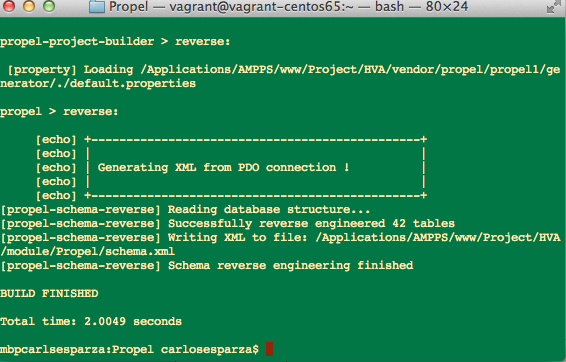 Propel — vagrant@vagrant-centos65:~ — bash — 80×24
propel-project-builder > reverse:
[property] Loading /Applications/AMPPS/www/Project/HVA/vendor/propel/propel1/ge
nerator/./default.properties
propel > reverse:
[echo] +-----------------------------------------------+
[echo] |                                               |
[echo] | Generating XML from PDO connection !          |
[echo] |                                               |
[echo] +-----------------------------------------------+
[propel-schema-reverse] Reading database structure...
[propel-schema-reverse] Successfully reverse engineered 42 tables
[propel-schema-reverse] Writing XML to file: /Applications/AMPPS/www/Project/HVA
/module/Propel/schema.xml
[propel-schema-reverse] Schema reverse engineering finished
BUILD FINISHED
Total time: 2.0049 seconds
mbpcarlsesparza:Propel carlosesparza$